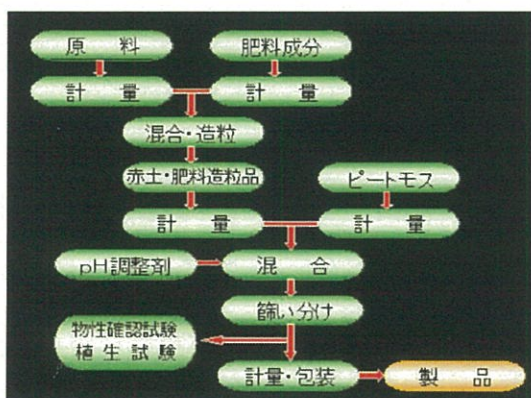 原料
肥料成分
計量
計量
混合・造粒
赤土・肥料造粒品
ピートモス
計量
計量
pH調整剤
混合
篩い分け
物性確認試験
植生試験
計量・包装
製品